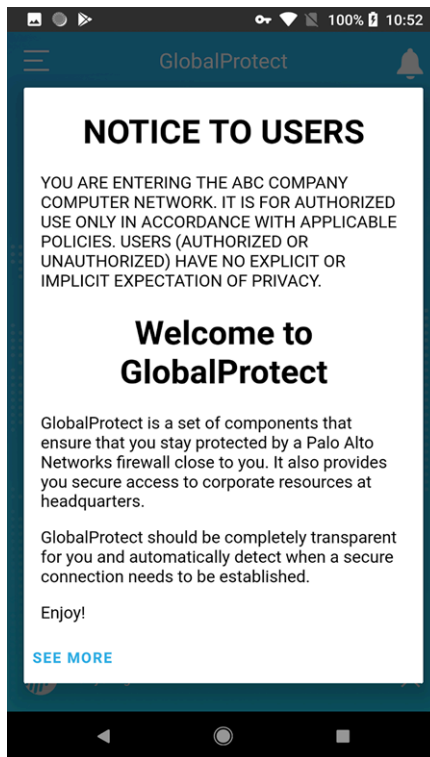 100% 10:52
GlobalProtect
NOTICE TO USERS
YOU ARE ENTERING THE ABC COMPANY
COMPUTER NETWORK. IT IS FOR AUTHORIZED
USE ONLY IN ACCORDANCE WITH APPLICABLE
POLICIES. USERS (AUTHORIZED OR
UNAUTHORIZED) HAVE NO EXPLICIT OR
IMPLICIT EXPECTATION OF PRIVACY.
Welcome to
GlobalProtect
GlobalProtect is a set of components that
ensure that you stay protected by a Palo Alto
Networks firewall close to you. It also provides
you secure access to corporate resources at
headquarters.
GlobalProtect should be completely transparent
for you and automatically detect when a secure
connection needs to be established.
Enjoy!
SEE MORE